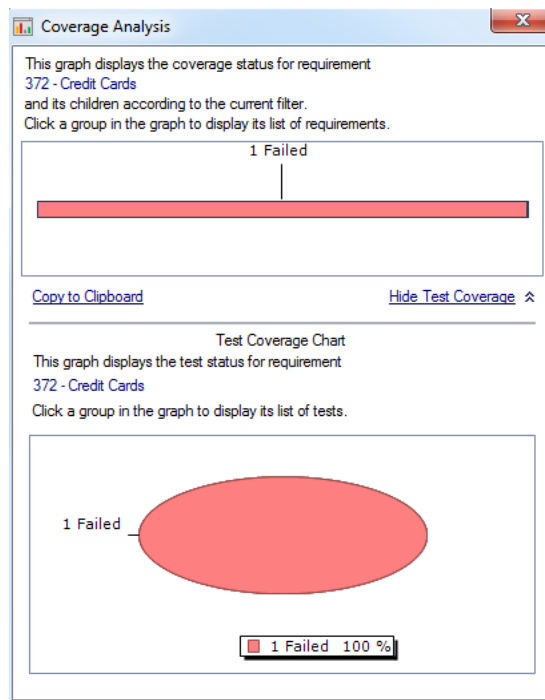 Coverage Analysis
This graph displays the coverage status for requirement
372 - Credit Cards
and its children according to the current filter.
Click a group in the graph to display its list of requirements.
1 Failed
Copy to Clipboard Hide Test Coverage
Test Coverage Chart
This graph displays the test status for requirement
372 - Credit Cards
Click a group in the graph to display its list of tests.
1 Failed
1 Failed 100 %